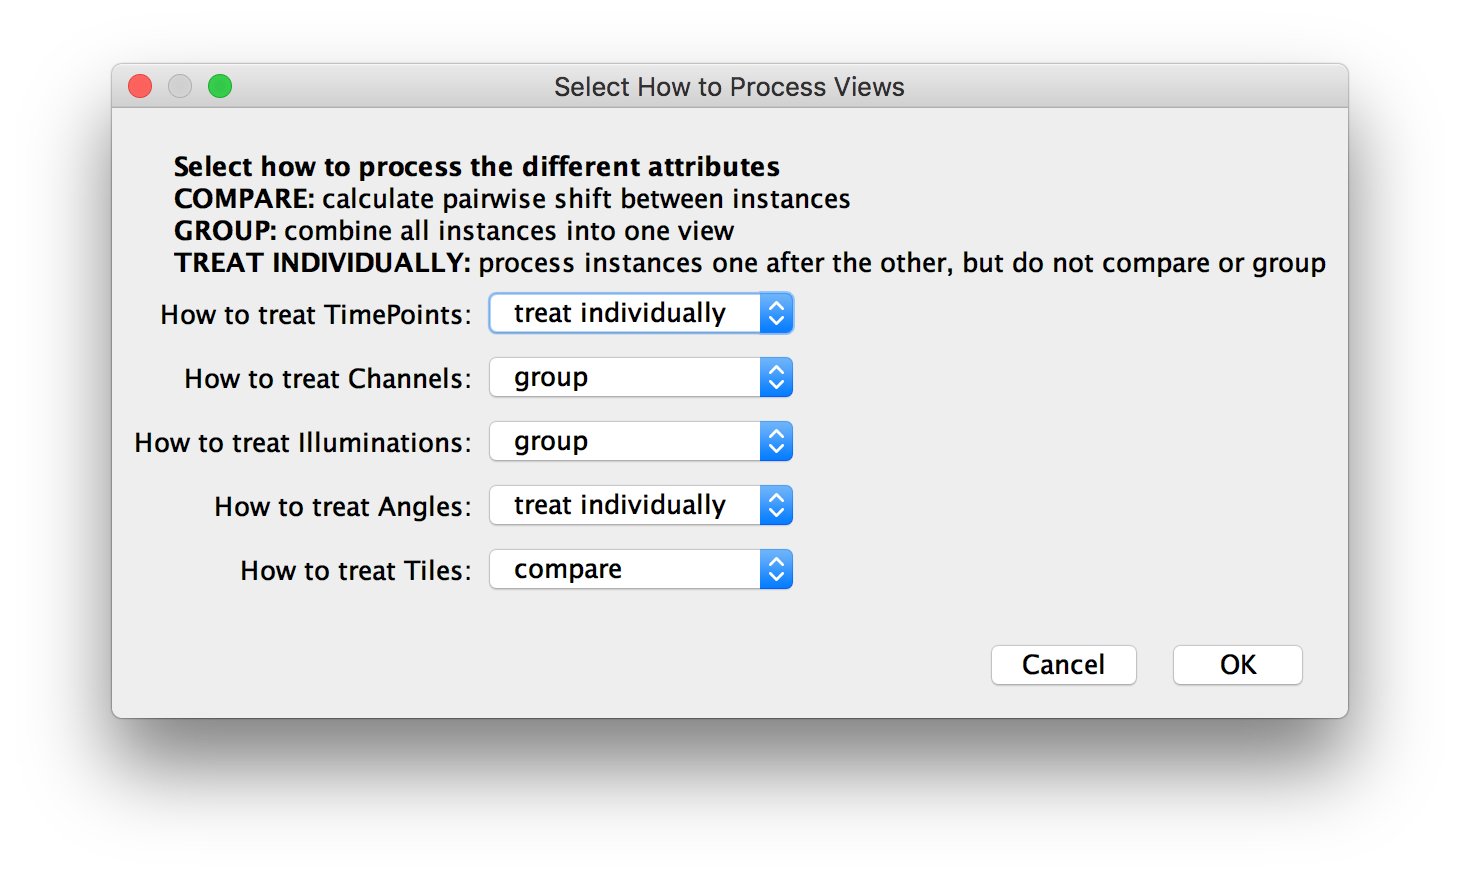 Select How to Process Views
Select how to process the different attributes
COMPARE: calculate pairwise shift between instances
GROUP: combine all instances into one view
TREAT INDIVIDUALLY: process instances one after the other, but do not compare or group
How to treat TimePoints: treat individually
How to treat Channels: group
How to treat Illuminations: group
How to treat Angles: treat individually
How to treat Tiles: compare
Cancel OK